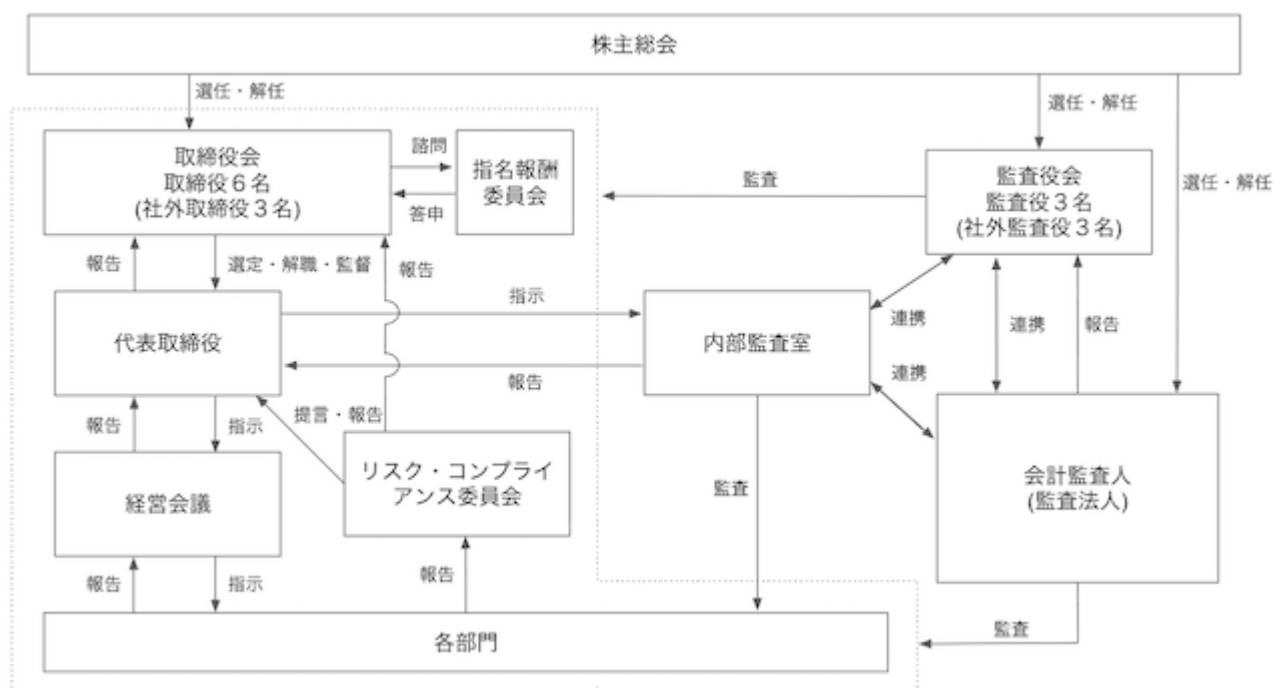 株主総会
選任・解任
選任・解任
選任・解任
取締役会
取締役６名
(社外取締役３名)
諮問
答申
指名報酬
委員会
監査
監査役会
監査役３名
(社外監査役３名)
報告
選定・解職・監督
報告
代表取締役
指示
報告
内部監査室
連携
連携
連携
報告
報告
指示
提言・報告
経営会議
リスク・コンプライ
アンス委員会
監査
会計監査人
(監査法人)
報告
指示
報告
各部門
監査